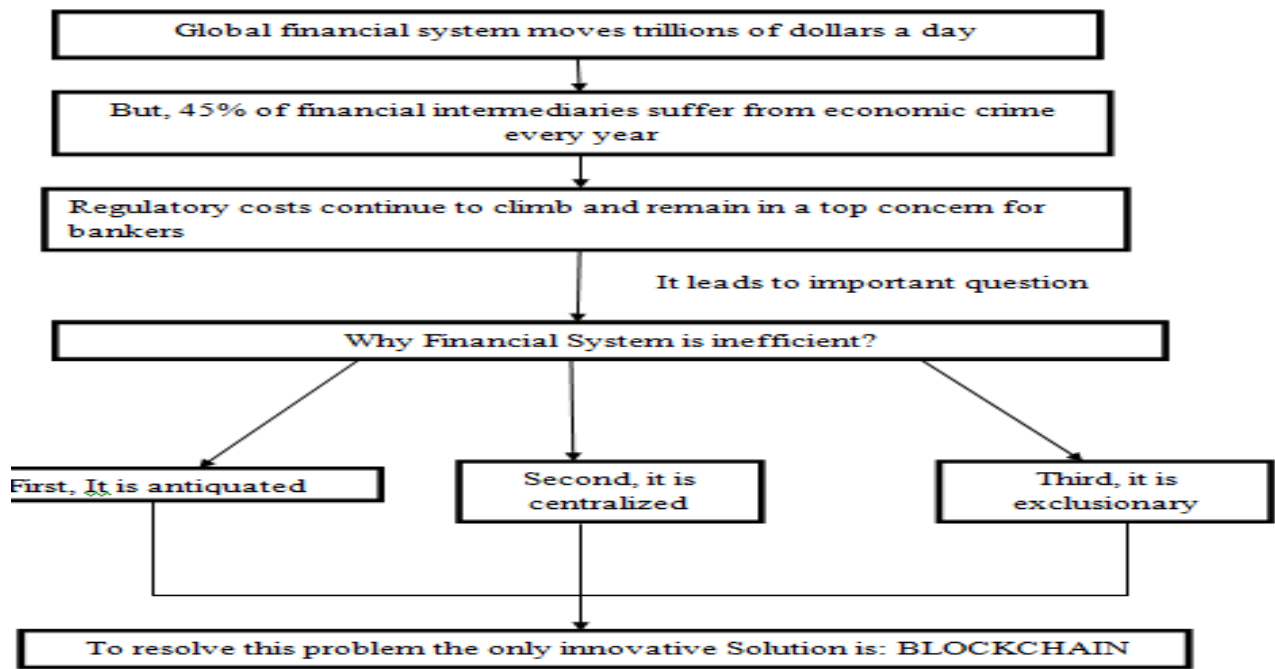 Global financial system moves trillions of dollars a day
But, 45% of financial intermediaries suffer from economic crime
every year
Regulatory costs continue to climb and remain in a top concern for
bankers
It leads to important question
Why Financial System is inefficient?
First, It is antiquated
Second, it is
centralized
Third, it is
exclusionary
To resolve this problem the only innovative Solution is: BLOCKCHAIN